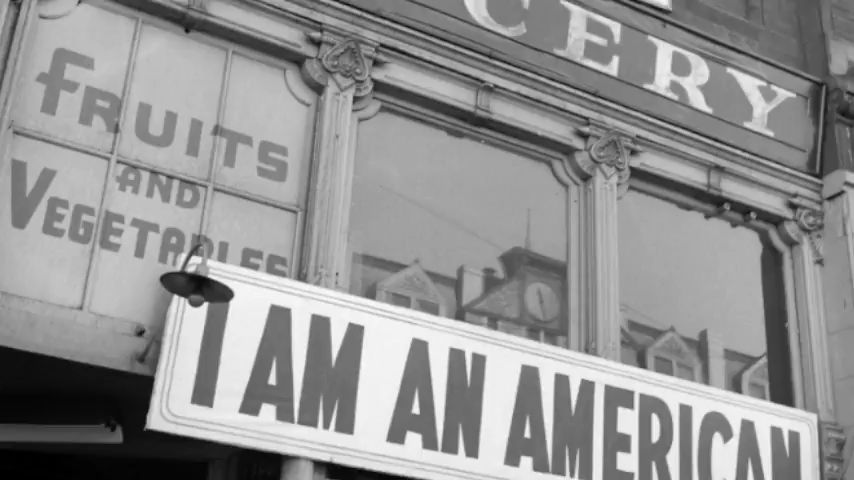 CERY
FRUITS
AND
VEGETABLES
I AM AN AMERICAN